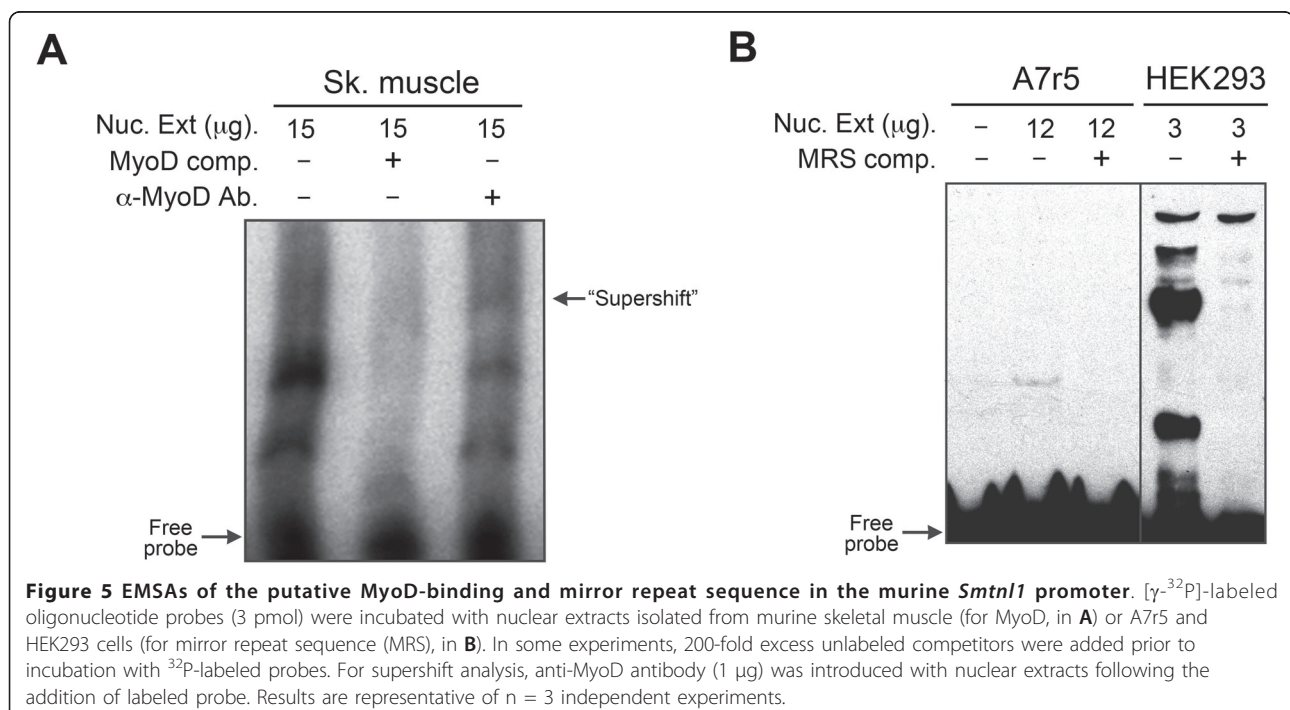 A
Sk. muscle
Nuc. Ext (μg). 15 15 15
MyoD comp. – + –
α-MyoD Ab. – – +
“Supershift”
Free
probe
B
A7r5 HEK293
Nuc. Ext (μg). – 12 12 3 3
MRS comp. – – + – +
Free
probe
Figure 5 EMSAs of the putative MyoD-binding and mirror repeat sequence in the murine Smtnl1 promoter. [γ-³²P]-labeled
oligonucleotide probes (3 pmol) were incubated with nuclear extracts isolated from murine skeletal muscle (for MyoD, in A) or A7r5 and
HEK293 cells (for mirror repeat sequence (MRS), in B). In some experiments, 200-fold excess unlabeled competitors were added prior to
incubation with ³²P-labeled probes. For supershift analysis, anti-MyoD antibody (1 μg) was introduced with nuclear extracts following the
addition of labeled probe. Results are representative of n = 3 independent experiments.